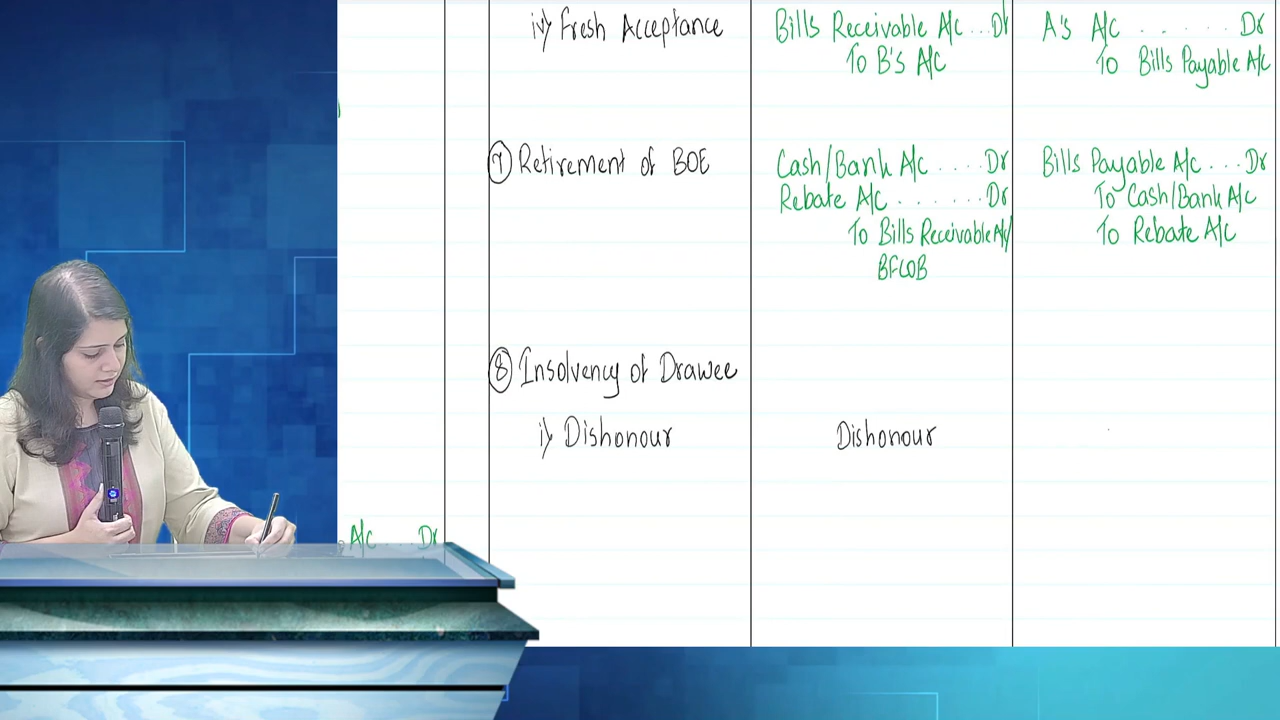 iv) Fresh Acceptance
Bills Receivable A/c ... Dr
To B's A/c
A's A/c . . . . . . Dr
To Bills Payable A/c
7 Retirement of BOE
Cash/Bank A/c .... Dr
Rebate A/c . . . . . . Dr
To Bills Receivable A/c/
BFCOB
Bills Payable A/c ... Dr
To Cash/Bank A/c
To Rebate A/c
8 Insolvency of Drawee
i) Dishonour
Dishonour
A/c ... Dr